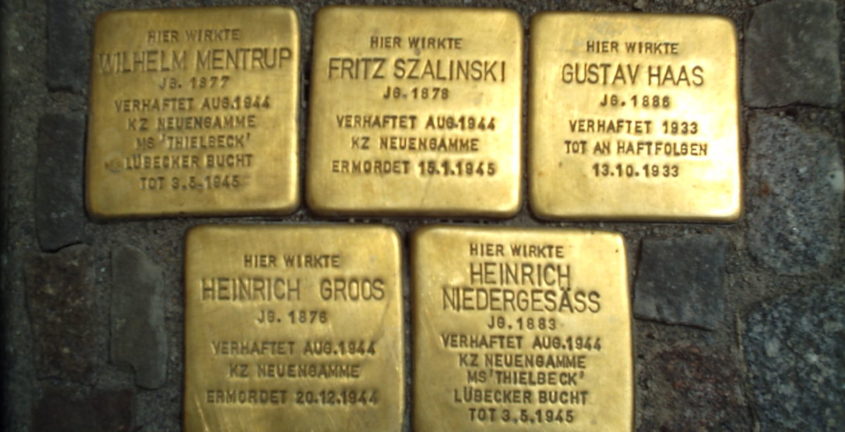 HIER WIRKTE
WILHELM MENTRUP
JG. 1877
VERHAFTET AUG.1944
KZ NEUENGAMME
MS 'THIELBECK'
LÜBECKER BUCHT
TOT 3.5.1945
HIER WIRKTE
FRITZ SZALINSKI
JG. 1878
VERHAFTET AUG.1944
KZ NEUENGAMME
ERMORDET 15.1.1945
HIER WIRKTE
GUSTAV HAAS
JG. 1886
VERHAFTET 1933
TOT AN HAFTFOLGEN
13.10.1933
HIER WIRKTE
HEINRICH GROOS
JG. 1876
VERHAFTET AUG.1944
KZ NEUENGAMME
ERMORDET 20.12.1944
HIER WIRKTE
HEINRICH
NIEDERGESÄSS
JG. 1883
VERHAFTET AUG.1944
KZ NEUENGAMME
MS 'THIELBECK'
LÜBECKER BUCHT
TOT 3.5.1945